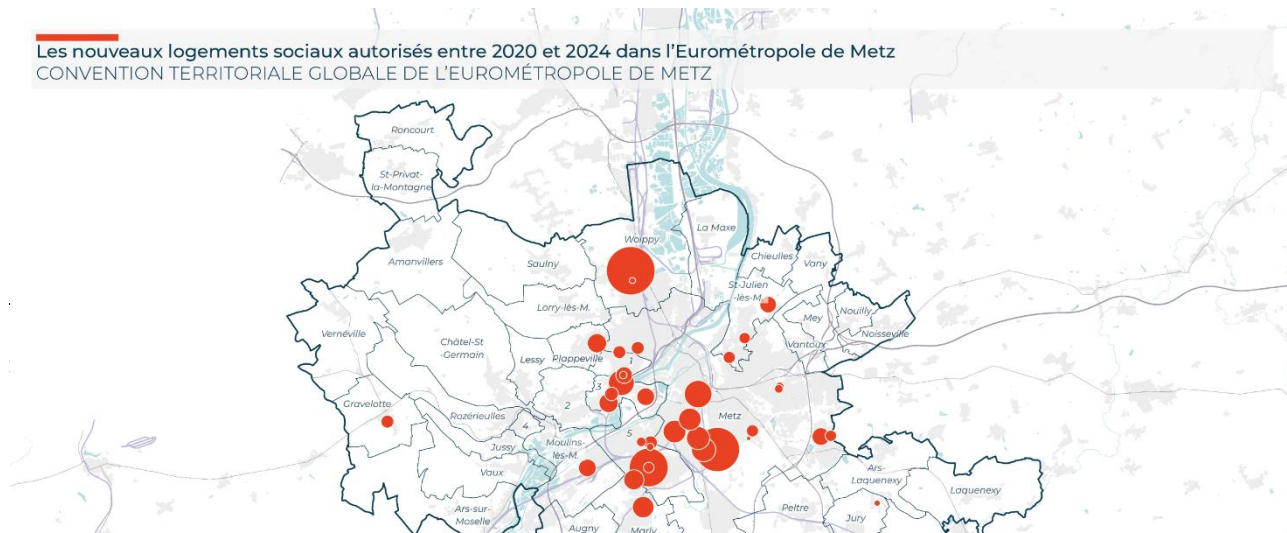 Les nouveaux logements sociaux autorisés entre 2020 et 2024 dans l'Eurométropole de Metz
CONVENTION TERRITORIALE GLOBALE DE L'EUROMÉTROPOLE DE METZ
Roncourt
St-Privat-
la-Montagne
La Maxe
Woippy
Amanvillers
Saulny
Chieulles
Vany
St-Julien
lès-M.
Lorry-lès-M.
Mey
Nouilly
Noisseville
Vernéville
Châtel-St
Germain
Lessy
Plappeville
1
Vantoux
3
2
Gravelotte
Rozérieulles
4
Metz
5
Jussy
Moulins-
lès-M.
Vaux
Ars-
Laquenexy
Laquenexy
Ars-sur-
Moselle
Peltre
Jury
Augny
Marly